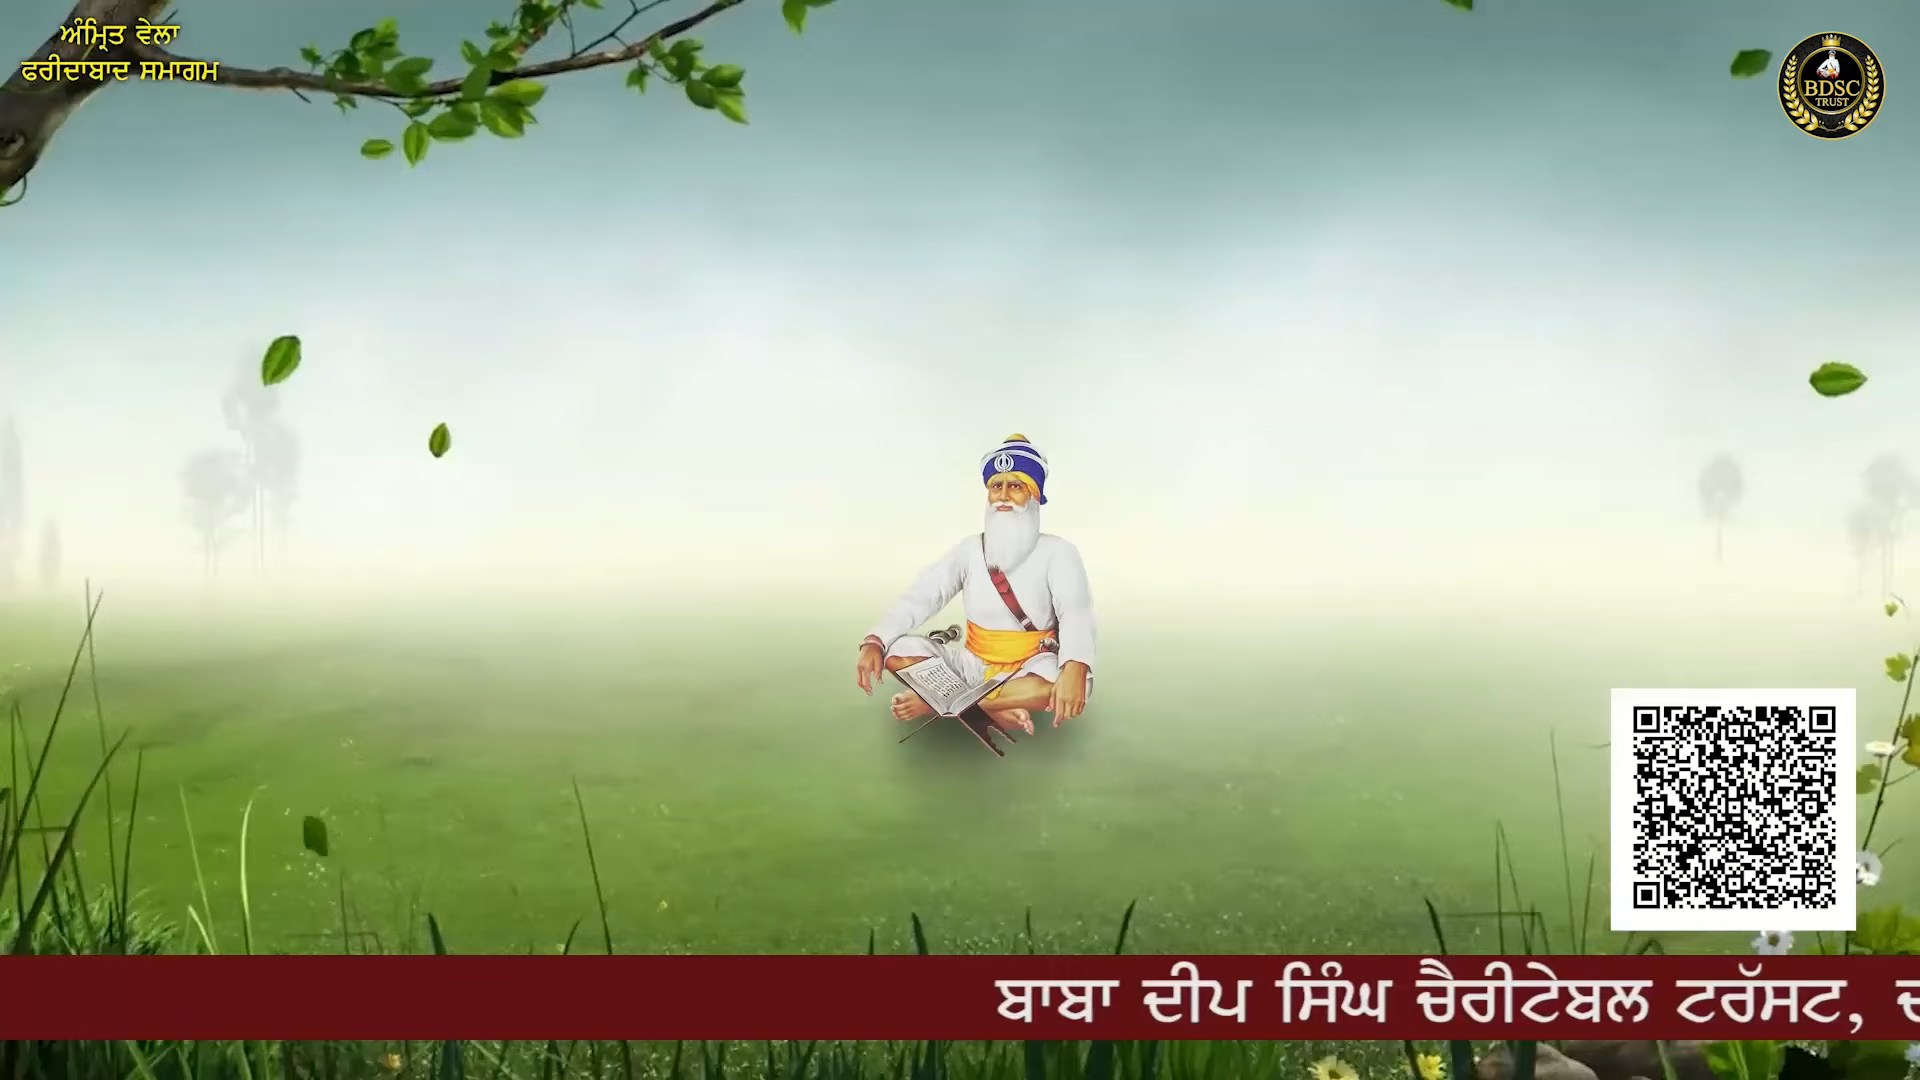 ਅੰਮ੍ਰਿਤ ਵੇਲਾ
ਫਰੀਦਾਬਾਦ ਸਮਾਗਮ
BDSC
TRUST
ਬਾਬਾ ਦੀਪ ਸਿੰਘ ਚੈਰੀਟੇਬਲ ਟਰੱਸਟ,